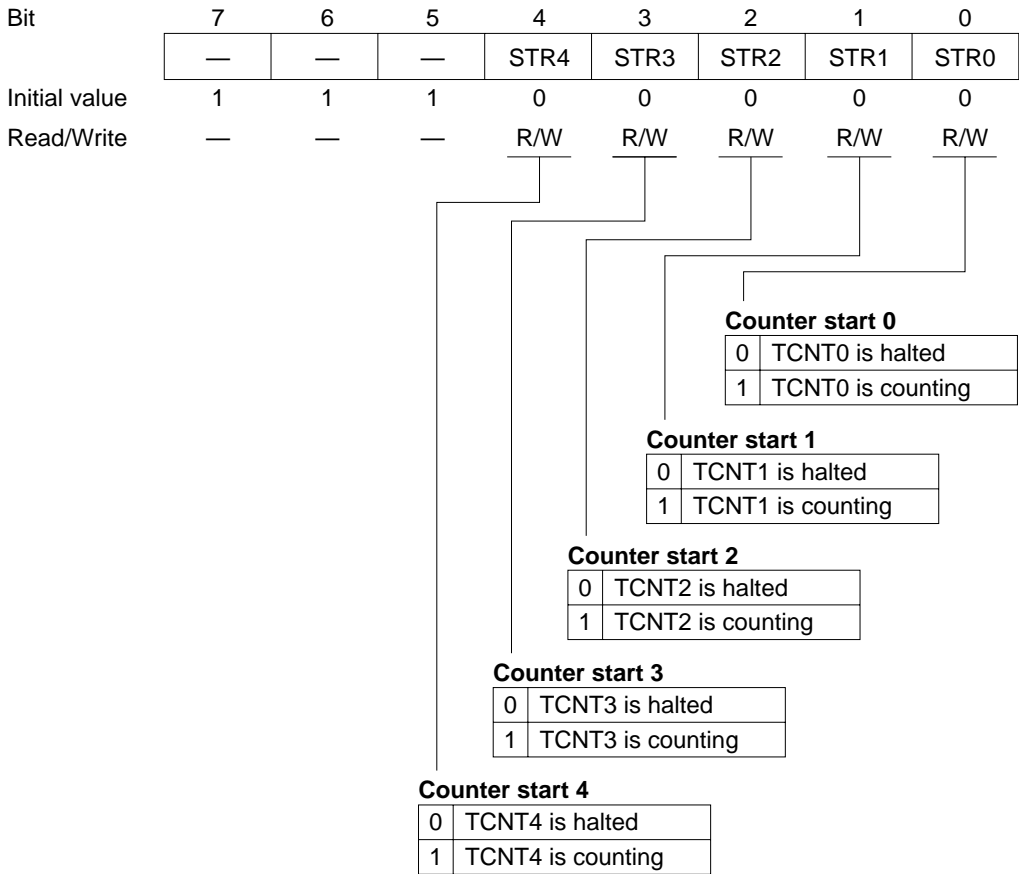 Bit 7 6 5 4 3 2 1 0
— — — STR4 STR3 STR2 STR1 STR0
Initial value 1 1 1 0 0 0 0 0
Read/Write — — — R/W R/W R/W R/W R/W
Counter start 0
0 TCNT0 is halted
1 TCNT0 is counting
Counter start 1
0 TCNT1 is halted
1 TCNT1 is counting
Counter start 2
0 TCNT2 is halted
1 TCNT2 is counting
Counter start 3
0 TCNT3 is halted
1 TCNT3 is counting
Counter start 4
0 TCNT4 is halted
1 TCNT4 is counting